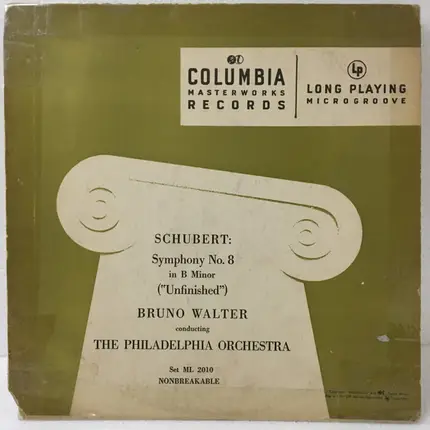 COLUMBIA
MASTERWORKS
RECORDS
LP
LONG PLAYING
MICROGROOVE
SCHUBERT:
Symphony No. 8
in B Minor
("Unfinished")
BRUNO WALTER
conducting
THE PHILADELPHIA ORCHESTRA
Set ML 2010
NONBREAKABLE